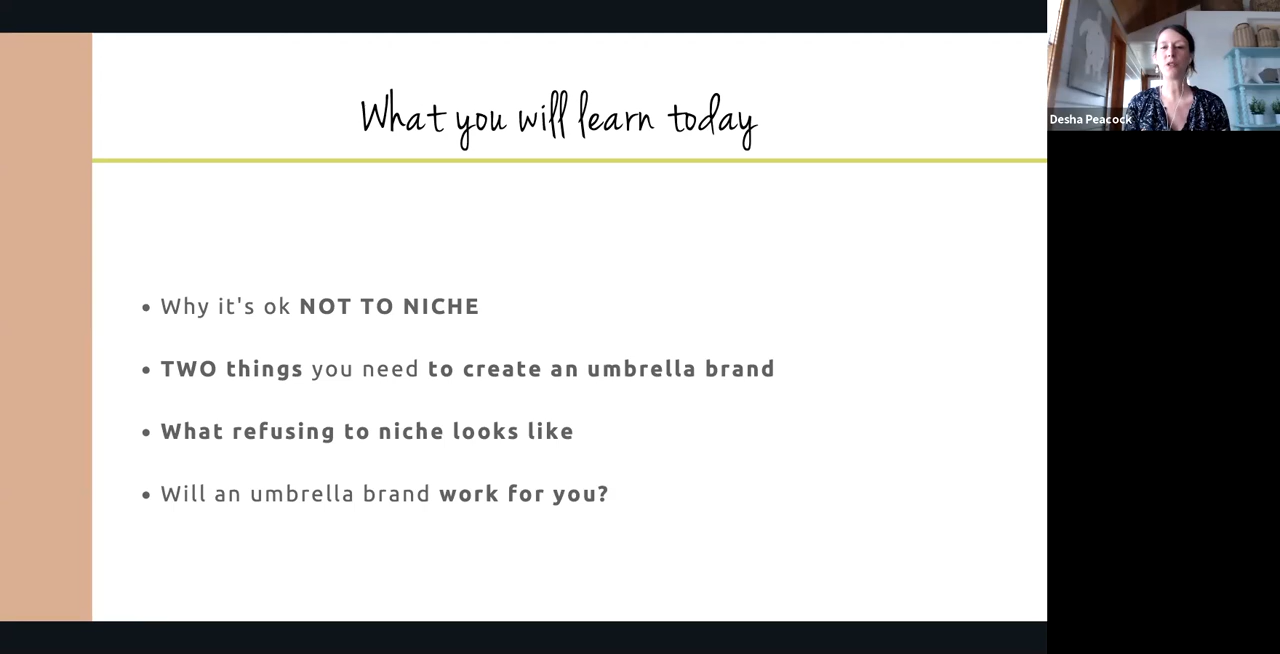 What you will learn today
Desha Peacock
• Why it's ok NOT TO NICHE
• TWO things you need to create an umbrella brand
• What refusing to niche looks like
• Will an umbrella brand work for you?